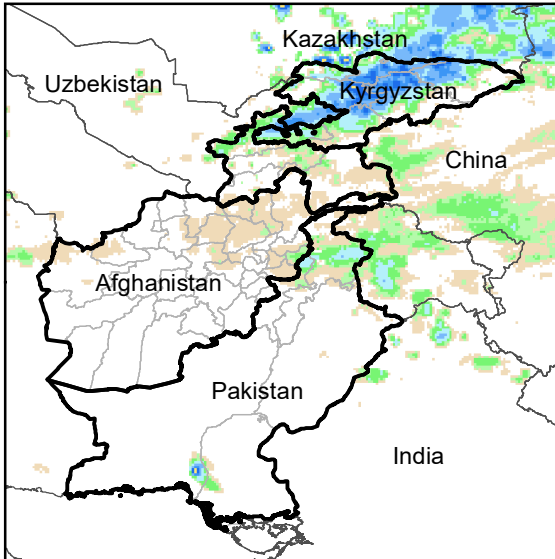 Kazakhstan
Uzbekistan
Kyrgyzstan
China
Afghanistan
Pakistan
India